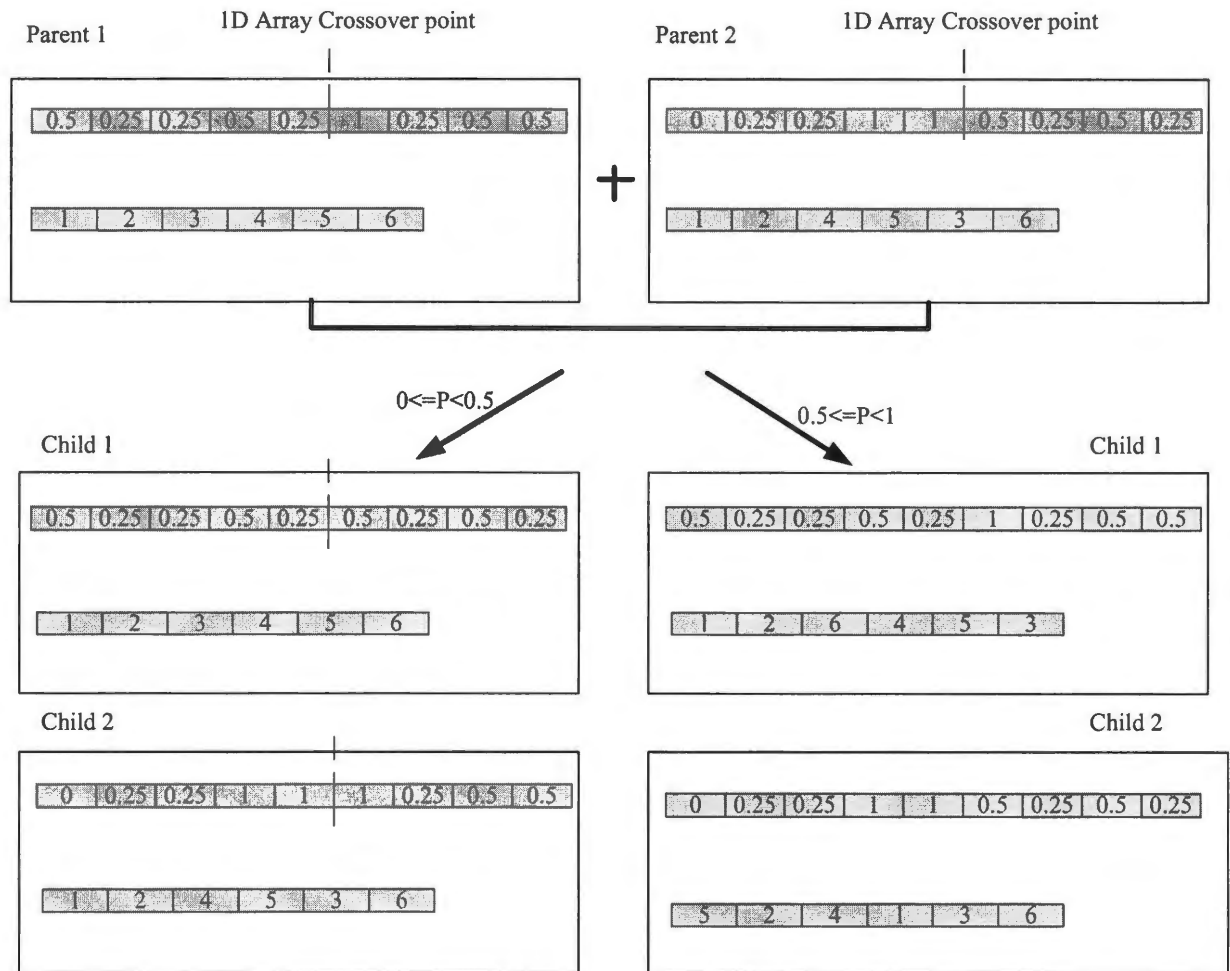 Parent 1
1D Array Crossover point
Parent 2
1D Array Crossover point
0.5 0.25 0.25 0.5 0.25 1 0.25 0.5 0.5
0 0.25 0.25 1 1 0.5 0.25 0.5 0.25
+
1 2 3 4 5 6
1 2 4 5 3 6
0<=P<0.5
0.5<=P<1
Child 1
Child 1
0.5 0.25 0.25 0.5 0.25 0.5 0.25 0.5 0.25
0.5 0.25 0.25 0.5 0.25 1 0.25 0.5 0.5
1 2 3 4 5 6
1 2 6 4 5 3
Child 2
Child 2
0 0.25 0.25 1 1 1 0.25 0.5 0.5
0 0.25 0.25 1 1 0.5 0.25 0.5 0.25
1 2 4 5 3 6
5 2 4 1 3 6